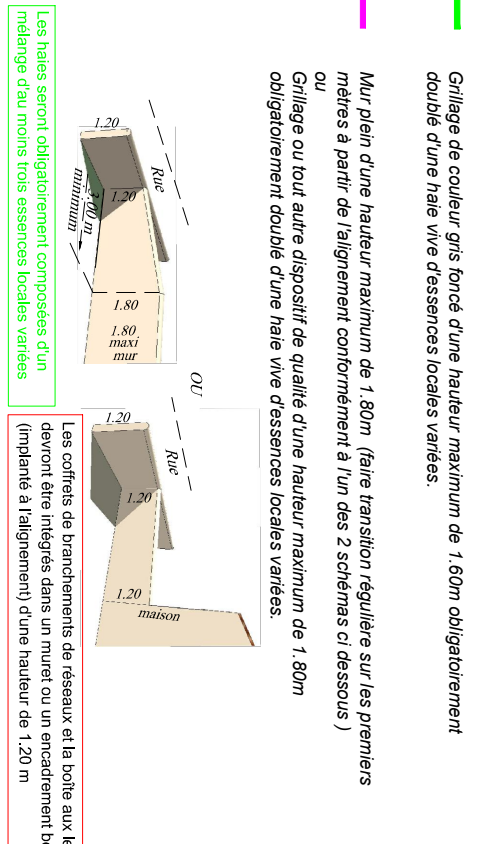 Grillage de couleur gris foncé d'une hauteur maximum de 1.60m obligatoirement
doublé d'une haie vive d'essences locales variées.
Mur plein d'une hauteur maximum de 1.80m (faire transition régulière sur les premiers
mètres à partir de l'alignement conformément à l'un des 2 schémas ci dessous )
ou
Grillage ou tout autre dispositif de qualité d'une hauteur maximum de 1.80m
obligatoirement doublé d'une haie vive d'essences locales variées.
Rue
1.20
1.20
3.00 m
minimum
1.80
1.80
maxi
mur
OU
Rue
1.20
1.20
1.20
maison
Les haies seront obligatoirement composées d'un
mélange d'au moins trois essences locales variées
Les coffrets de branchements de réseaux et la boîte aux le
devront être intégrés dans un muret ou un encadrement bé
(implanté à l'alignement) d'une hauteur de 1.20 m